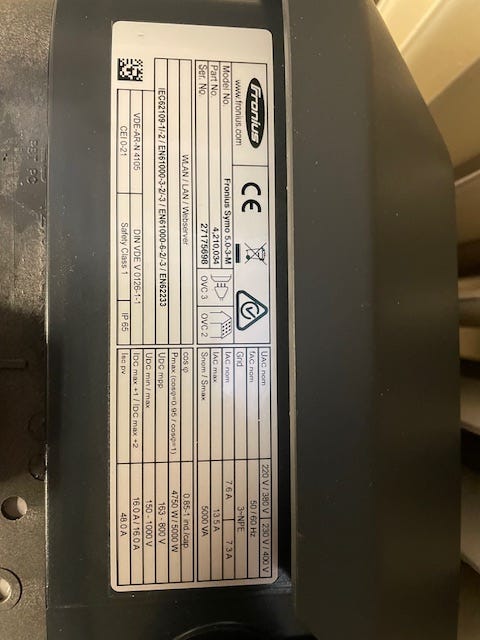 Fronius
www.fronius.com
CE
Model No. Fronius Symo 5.0-3-M
Part No. 4,210,034
Ser. No. 27175698
OVC 3 OVC 2
WLAN / LAN / Webserver
IEC62109-1/-2 / EN61000-3-2/-3 / EN61000-6-2/-3 / EN62233
VDE-AR-N 4105 DIN VDE V 0126-1-1
CEI 0-21 Safety Class 1 IP 65
UAC nom 220 V / 380 V 230 V / 400 V
fAC nom 50 / 60 Hz
Grid 3~NPE
IAC nom 7.6 A 7.3 A
IAC max 13.5 A
Snom / Smax 5000 VA
cos φ 0.85-1 ind./cap.
Pmax (cosφ=0.95 / cosφ=1) 4750 W / 5000 W
UDC mpp 163 - 800 V
UDC min / max 150 - 1000 V
IDC max +1 / IDC max +2 16.0 A / 16.0 A
Isc pv 48.0 A